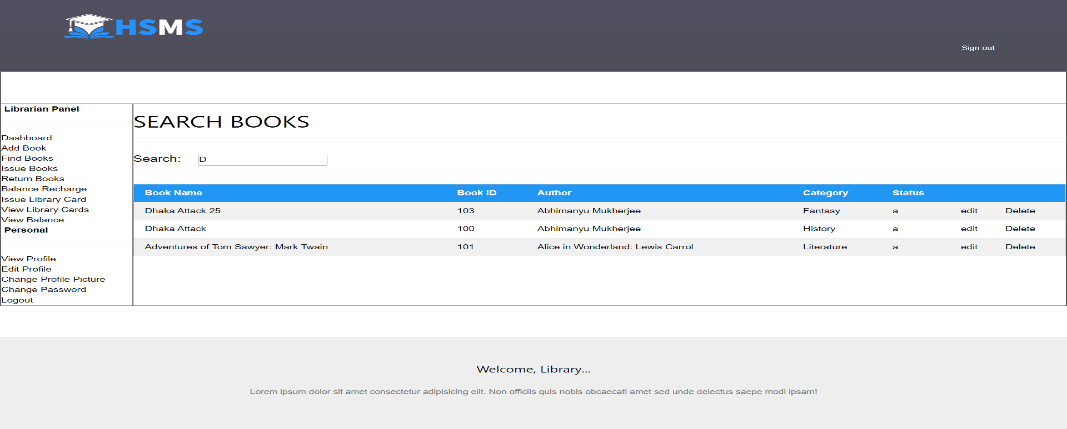 HSMS
Sign out
Librarian Panel
Dashboard
Add Book
Find Books
Issue Books
Return Books
Balance Recharge
Issue Library Card
View Library Cards
View Balance
Personal
View Profile
Edit Profile
Change Profile Picture
Change Password
Logout
SEARCH BOOKS
Search: D
Book Name Book ID Author Category Status
Dhaka Attack 25 103 Abhimanyu Mukherjee Fantasy a edit Delete
Dhaka Attack 100 Abhimanyu Mukherjee History a edit Delete
Adventures of Tom Sawyer: Mark Twain 101 Alice in Wonderland: Lewis Carrol Literature a edit Delete
Welcome, Library...
Lorem ipsum dolor sit amet consectetur adipisicing elit. Non officiis quis nobis obcaecati amet sed unde delectus saepe modi ipsam!